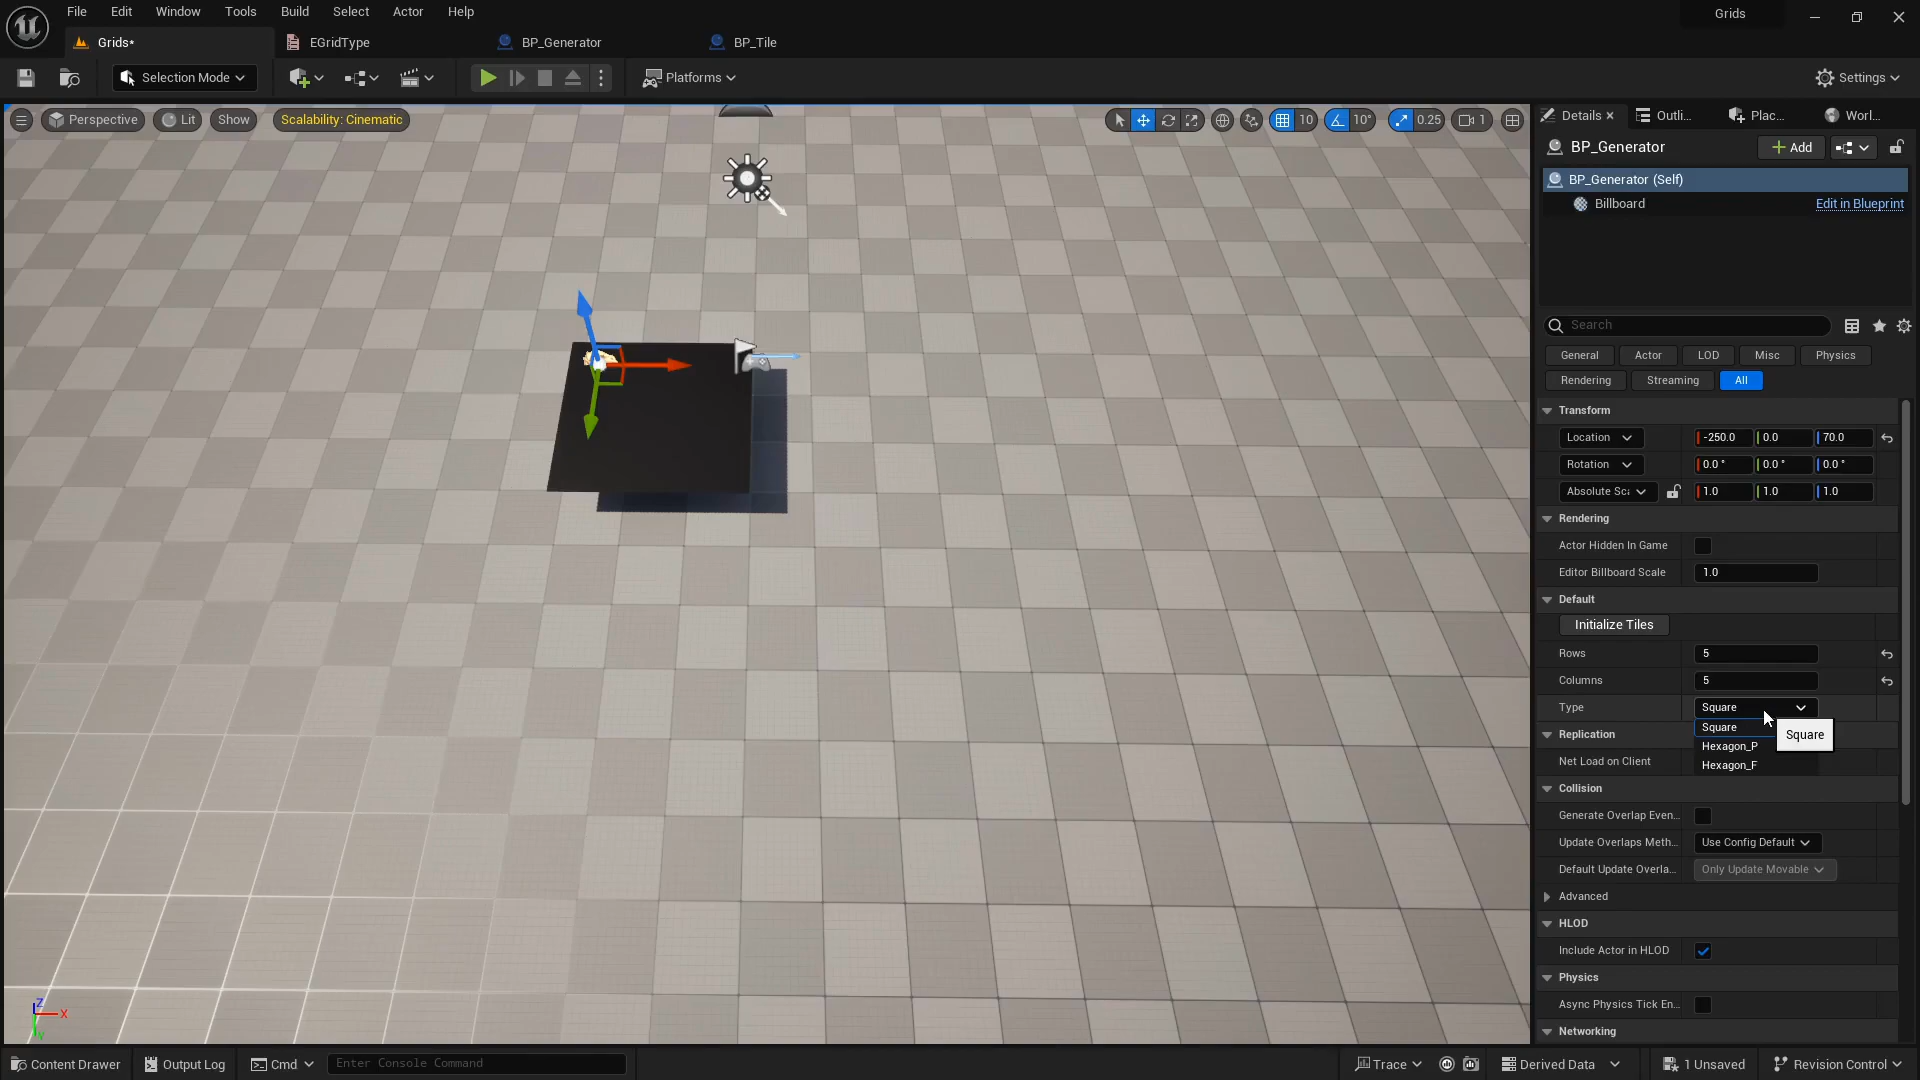 File Edit Window Tools Build Select Actor Help
Grids
Grids* EGridType BP_Generator BP_Tile
Selection Mode Platforms Settings
Perspective Lit Show Scalability: Cinematic 10 10° 0.25 1
Details Outli... Plac... Worl...
BP_Generator Add
BP_Generator (Self)
Billboard Edit in Blueprint
Search
General Actor LOD Misc Physics
Rendering Streaming All
Transform
Location -250.0 0.0 70.0
Rotation 0.0 ° 0.0 ° 0.0 °
Absolute Sca 1.0 1.0 1.0
Rendering
Actor Hidden In Game
Editor Billboard Scale 1.0
Default
Initialize Tiles
Rows 5
Columns 5
Type Square
Square
Square
Hexagon_P
Hexagon_F
Replication
Net Load on Client
Collision
Generate Overlap Even...
Update Overlaps Meth... Use Config Default
Default Update Overla... Only Update Movable
Advanced
HLOD
Include Actor in HLOD
Physics
Async Physics Tick En...
Networking
Z X Y
Content Drawer Output Log Cmd Enter Console Command Trace Derived Data 1 Unsaved Revision Control